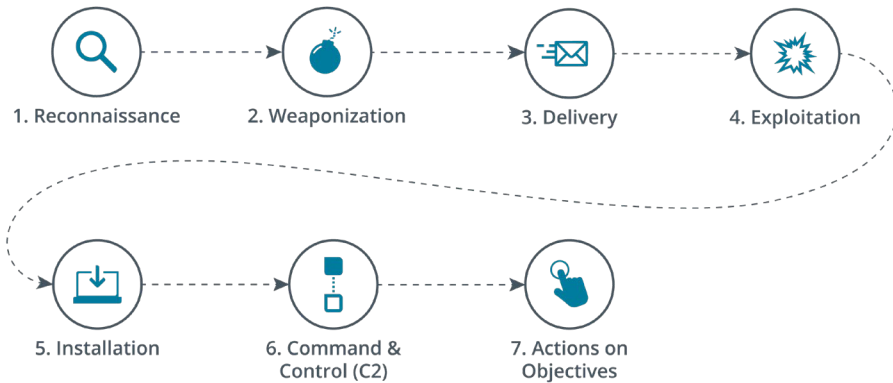 1. Reconnaissance
2. Weaponization
3. Delivery
4. Exploitation
5. Installation
6. Command &
Control (C2)
7. Actions on
Objectives